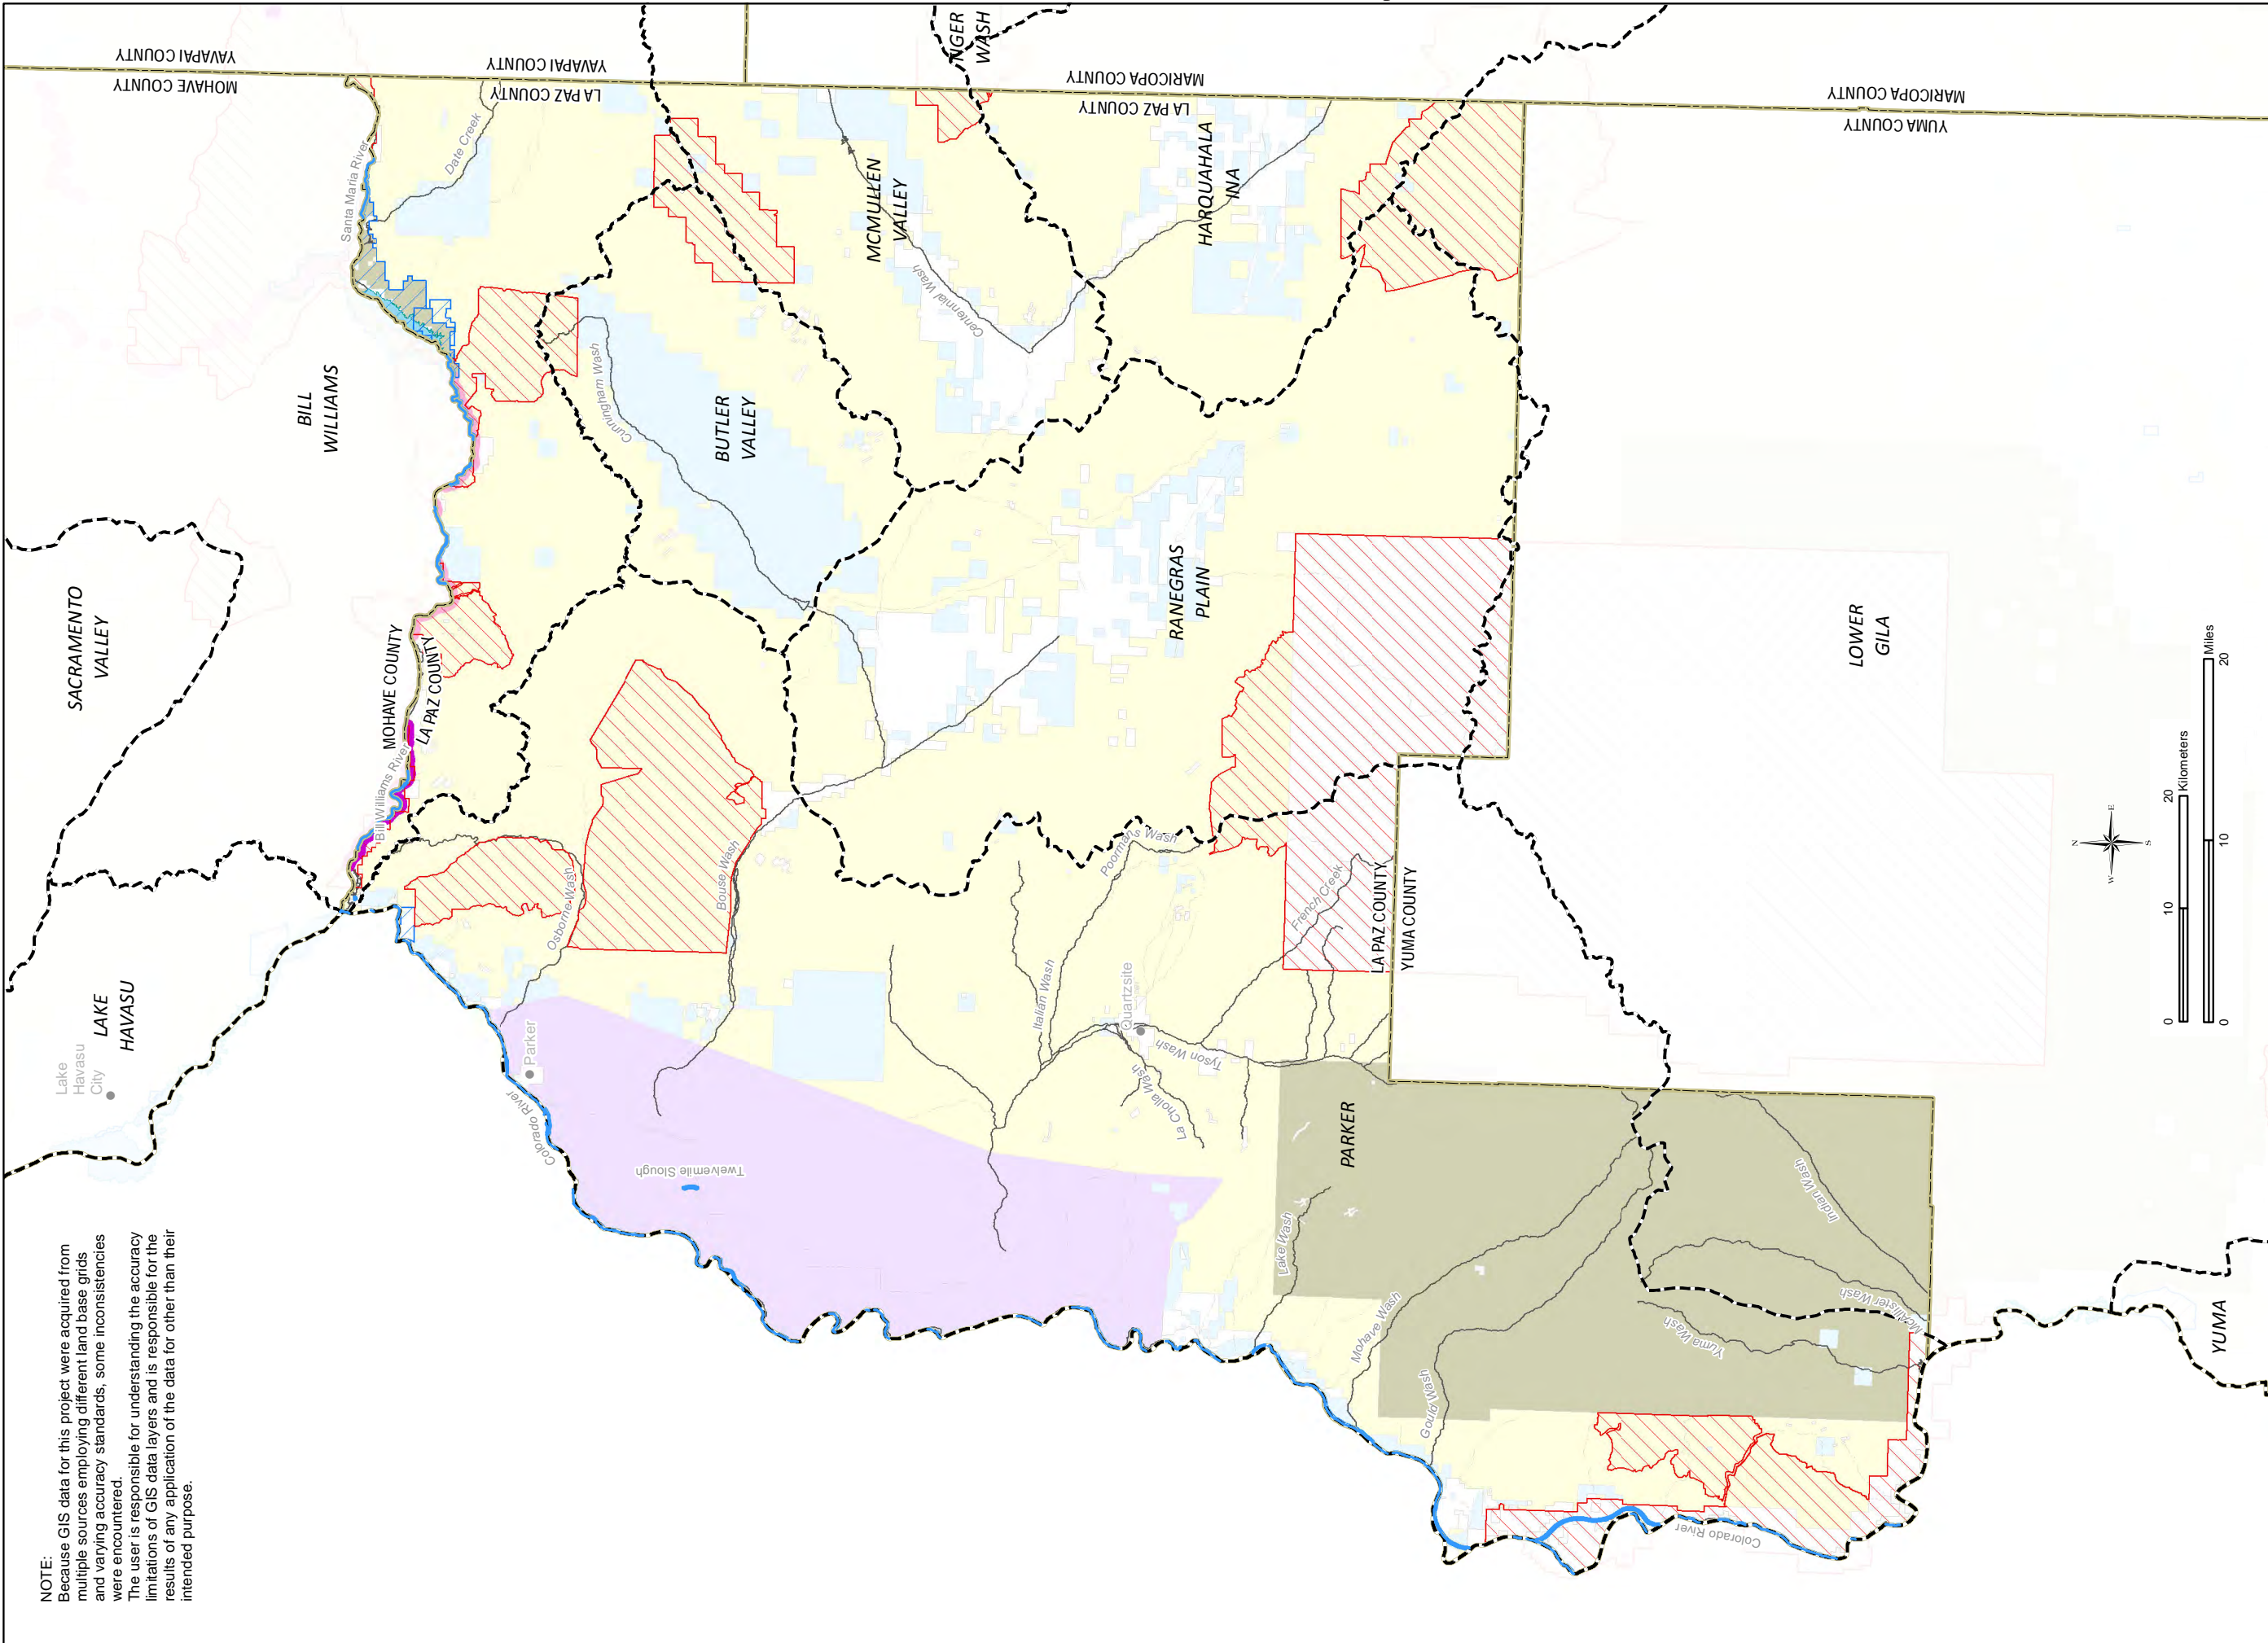 NOTE:
Because GIS data for this project were acquired from
multiple sources employing different land base grids
and varying accuracy standards, some inconsistencies
were encountered.
The user is responsible for understanding the accuracy
limitations of GIS data layers and is responsible for the
results of any application of the data for other than their
intended purpose.
Lake
Havasu
City
LAKE
HAVASU
SACRAMENTO
VALLEY
BILL
WILLIAMS
YAVAPAI COUNTY
MOHAVE COUNTY
YAVAPAI COUNTY
LA PAZ COUNTY
MARICOPA COUNTY
LA PAZ COUNTY
MARICOPA COUNTY
YUMA COUNTY
TIGER
WASH
Santa Maria River
Date Creek
MOHAVE COUNTY
LA PAZ COUNTY
Bill Williams River
Cunningham Wash
BUTLER
VALLEY
MCMULLEN
VALLEY
Centennial Wash
HARQUAHALA
INA
RANEGRAS
PLAIN
Osborne Wash
Bouse Wash
Parker
Colorado River
Twelvemile Slough
Poormans Wash
Italian Wash
Quartzsite
Tyson Wash
La Cholla Wash
French Creek
LA PAZ COUNTY
YUMA COUNTY
PARKER
Lake Wash
Mohave Wash
Gould Wash
Indian Wash
McAllister Wash
Yuma Wash
Colorado River
LOWER
GILA
YUMA
N
E
S
W
0
10
20
Kilometers
0
10
20
Miles